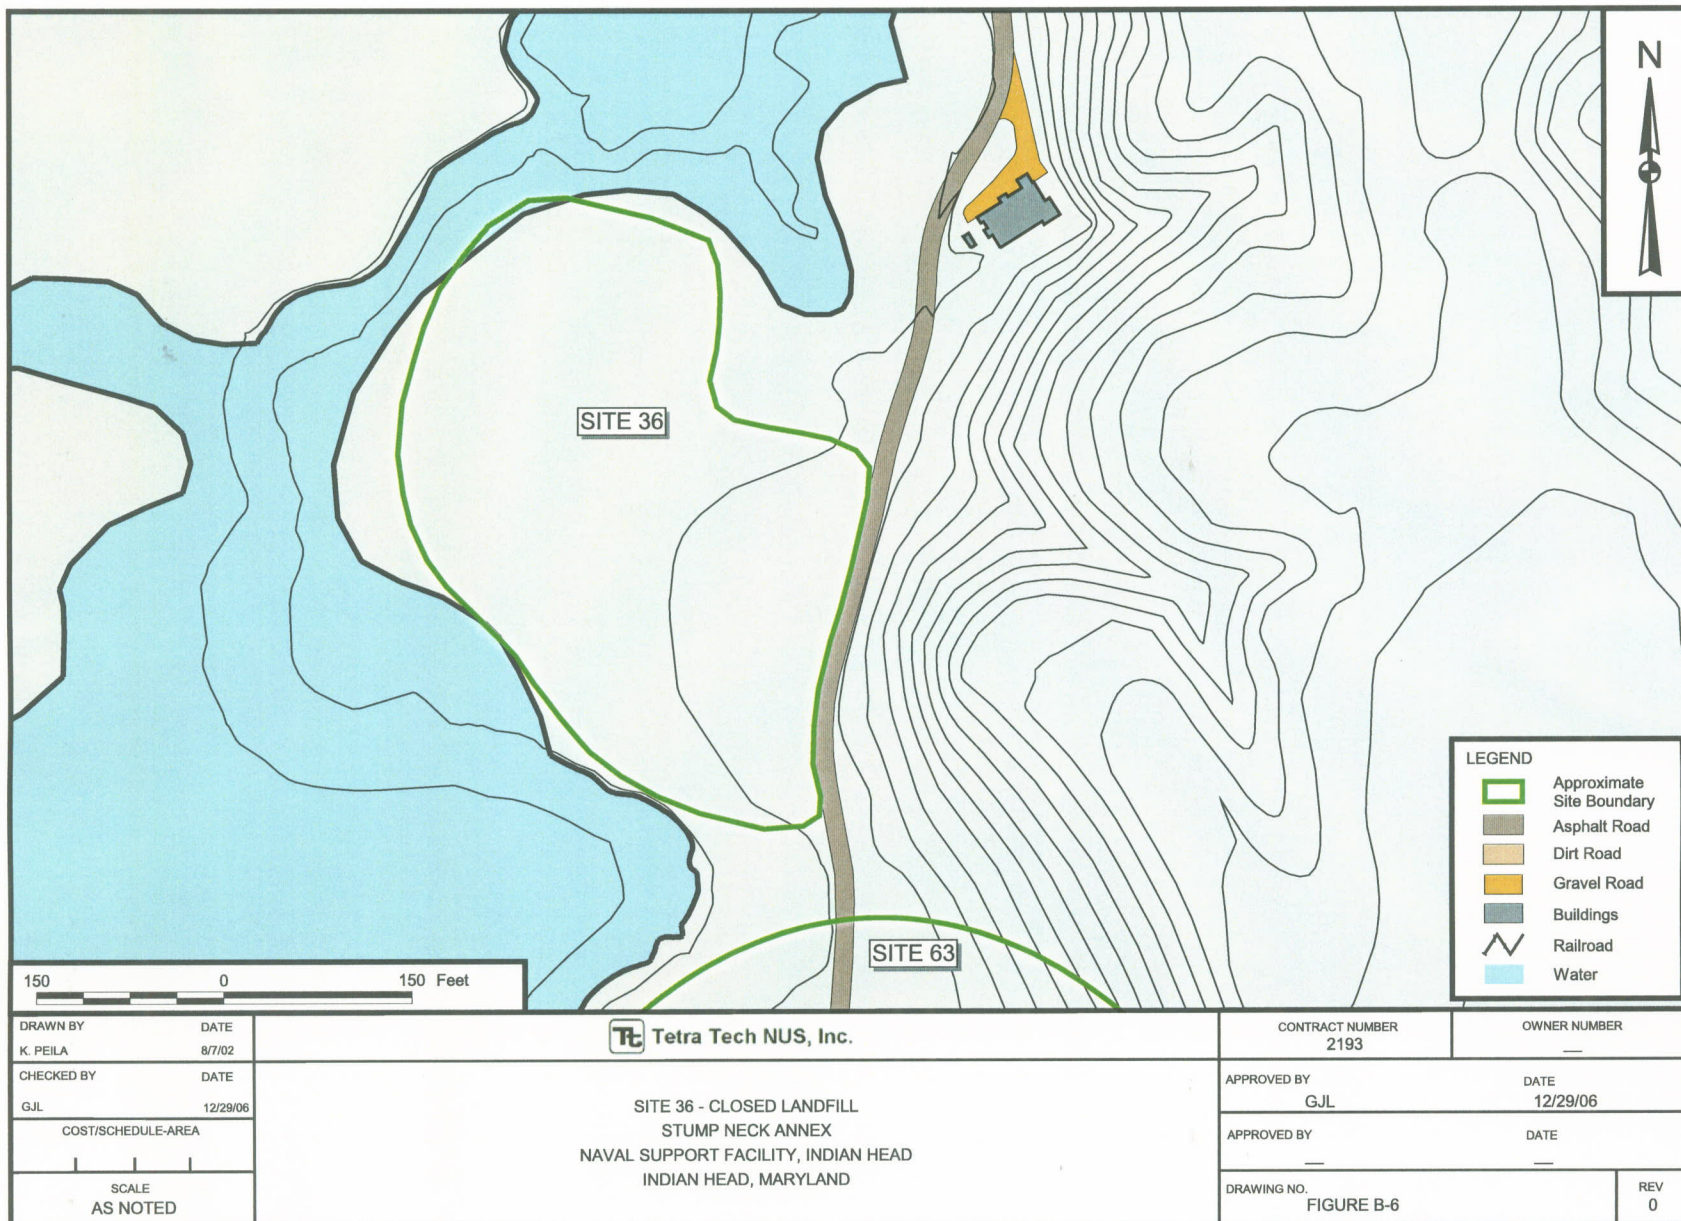 N
SITE 36
SITE 63
LEGEND
Approximate
Site Boundary
Asphalt Road
Dirt Road
Gravel Road
Buildings
Railroad
Water
150 0 150 Feet
DRAWN BY DATE
K. PEILA 8/7/02
CHECKED BY DATE
GJL 12/29/06
COST/SCHEDULE-AREA
SCALE
AS NOTED
Tt Tetra Tech NUS, Inc.
SITE 36 - CLOSED LANDFILL
STUMP NECK ANNEX
NAVAL SUPPORT FACILITY, INDIAN HEAD
INDIAN HEAD, MARYLAND
CONTRACT NUMBER
2193
OWNER NUMBER
—
APPROVED BY DATE
GJL 12/29/06
APPROVED BY DATE
— —
DRAWING NO.
FIGURE B-6
REV
0